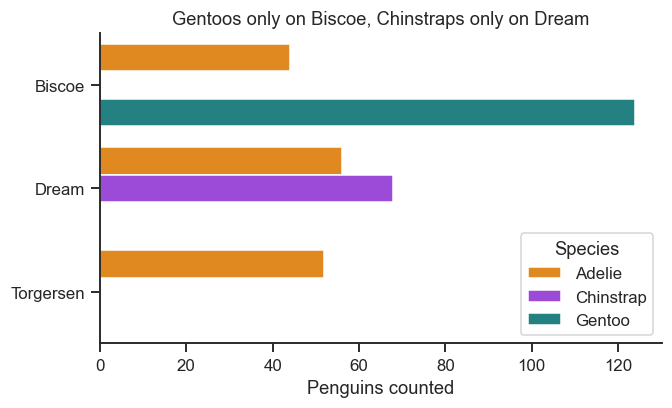 Gentoos only on Biscoe, Chinstraps only on Dream
Biscoe
Dream
Torgersen
Species
Adelie
Chinstrap
Gentoo
0 20 40 60 80 100 120
Penguins counted